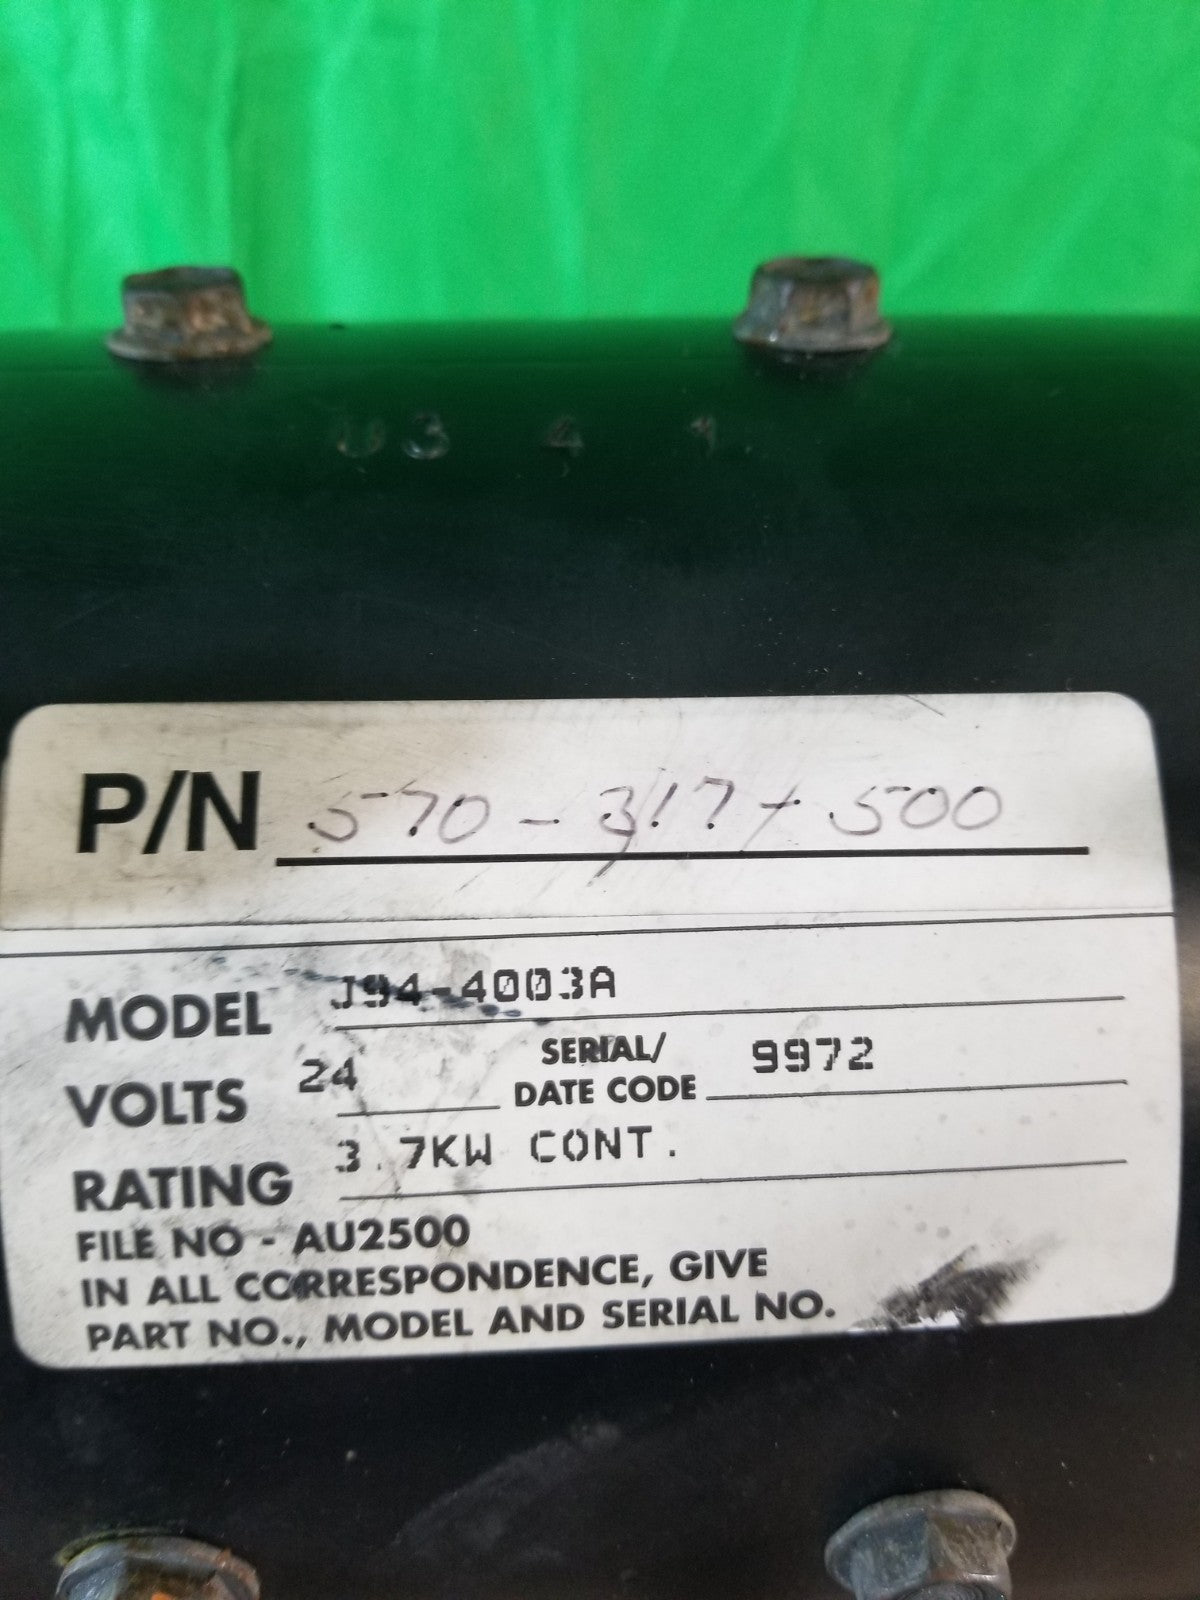 3 4 1
P/N 570-317-500
MODEL J94-4003A
VOLTS 24 SERIAL/ DATE CODE 9972
RATING 3.7KW CONT.
FILE NO - AU2500
IN ALL CORRESPONDENCE, GIVE
PART NO., MODEL AND SERIAL NO.